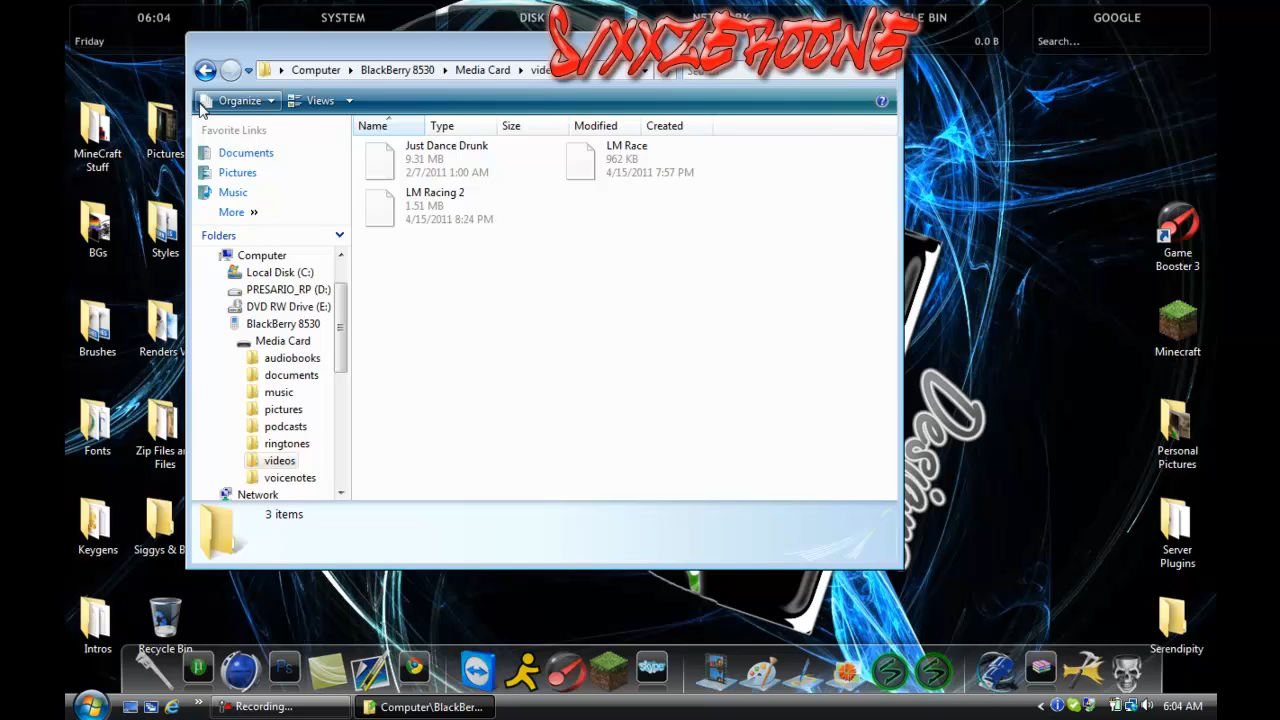 06:04
SYSTEM
DISK
CLE BIN
GOOGLE
Friday
0.0 B
Search...
SIXXZEROONE
Computer
BlackBerry 8530
Media Card
Organize
Views
Favorite Links
Documents
Pictures
Music
More »
Folders
Computer
Local Disk (C:)
PRESARIO_RP (D:)
DVD RW Drive (E:)
BlackBerry 8530
Media Card
audiobooks
documents
music
pictures
podcasts
ringtones
videos
voicenotes
Network
Name
Type
Size
Modified
Created
Just Dance Drunk
9.31 MB
2/7/2011 1:00 AM
LM Race
962 KB
4/15/2011 7:57 PM
LM Racing 2
1.51 MB
4/15/2011 8:24 PM
3 items
MineCraft
Stuff
Pictures
BGs
Styles
Brushes
Renders
Fonts
Zip Files
Files
Keygens
Siggys & B
Intros
Recycle Bin
Game
Booster 3
Minecraft
Personal
Pictures
Server
Plugins
Serendipity
Ps
skype
Recording...
Computer\BlackBer...
6:04 AM